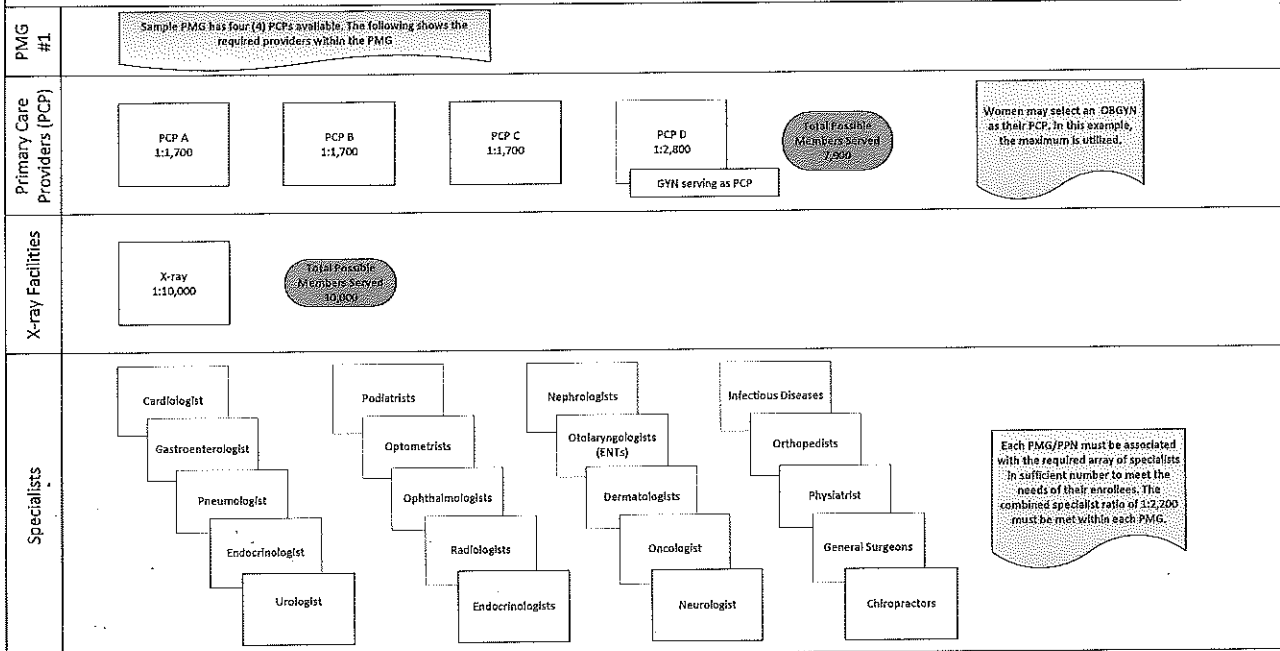 PMG
#1
Sample PMG has four (4) PCPs available. The following shows the
required providers within the PMG
Primary Care
Providers (PCP)
PCP A
1:1,700
PCP B
1:1,700
PCP C
1:1,700
PCP D
1:2,800
GYN serving as PCP
Total Possible
Members Served
7,900
Women may select an OBGYN
as their PCP. In this example,
the maximum is utilized.
X-ray Facilities
X-ray
1:10,000
Total Possible
Members Served
10,000
Specialists
Cardiologist
Gastroenterologist
Pneumologist
Endocrinologist
Urologist
Podiatrists
Optometrists
Ophthalmologists
Radiologists
Endocrinologists
Nephrologists
Otolaryngologists
(ENTs)
Dermatologists
Oncologist
Neurologist
Infectious Diseases
Orthopedists
Physiatrist
General Surgeons
Chiropractors
Each PMG/PPN must be associated
with the required array of specialists
in sufficient number to meet the
needs of their enrollees. The
combined specialist ratio of 1:2,200
must be met within each PMG.